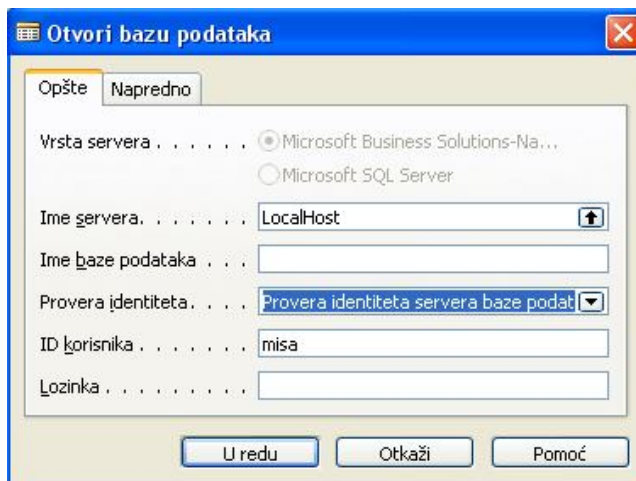 Otvori bazu podataka
Opšte Napredno
Vrsta servera . . . . . . Microsoft Business Solutions-Na...
Microsoft SQL Server
Ime servera. . . . . . . LocalHost
Ime baze podataka . . .
Provera identiteta. . . . Provera identiteta servera baze podat
ID korisnika . . . . . . . misa
Lozinka . . . . . . . . .
U redu Otkaži Pomoć